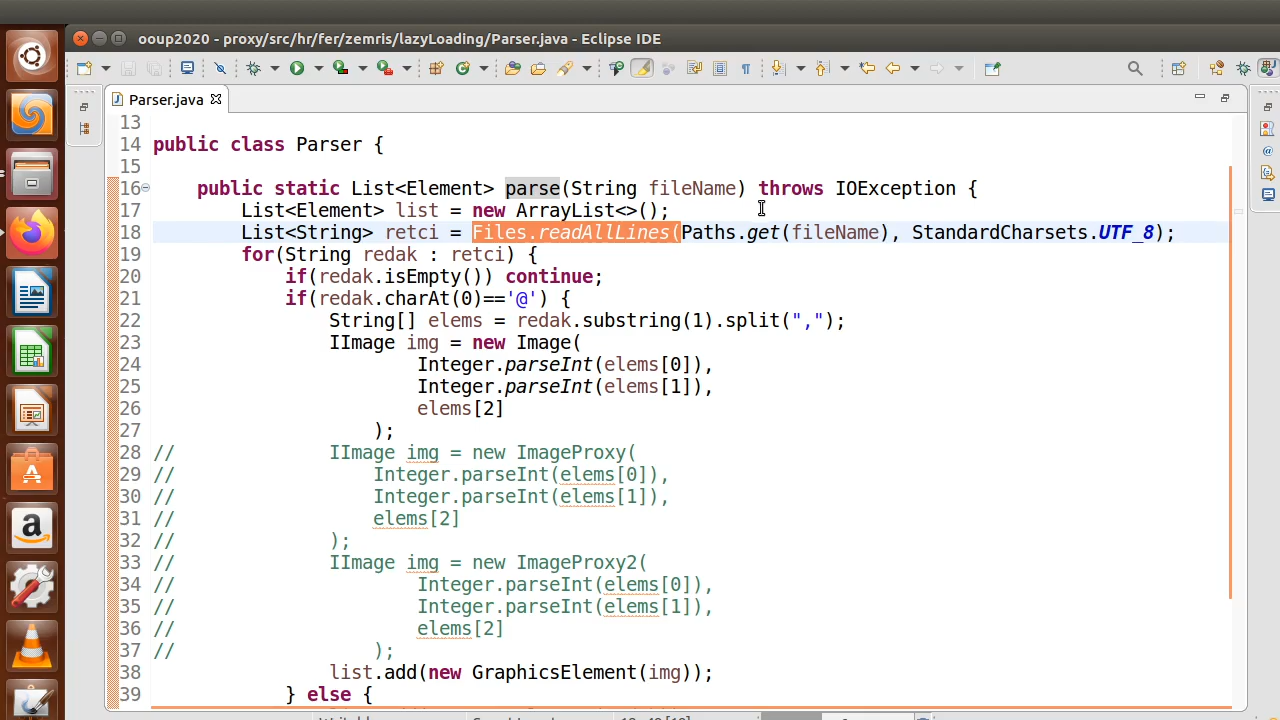 ooup2020 - proxy/src/hr/fer/zemris/lazyLoading/Parser.java - Eclipse IDE
Parser.java
13
14 public class Parser {
15
16 public static List<Element> parse(String fileName) throws IOException {
17 List<Element> list = new ArrayList<>();
18 List<String> retci = Files.readAllLines(Paths.get(fileName), StandardCharsets.UTF_8);
19 for(String redak : retci) {
20 if(redak.isEmpty()) continue;
21 if(redak.charAt(0)=='@') {
22 String[] elems = redak.substring(1).split(",");
23 IImage img = new Image(
24 Integer.parseInt(elems[0]),
25 Integer.parseInt(elems[1]),
26 elems[2]
27 );
28 // IImage img = new ImageProxy(
29 // Integer.parseInt(elems[0]),
30 // Integer.parseInt(elems[1]),
31 // elems[2]
32 // );
33 // IImage img = new ImageProxy2(
34 // Integer.parseInt(elems[0]),
35 // Integer.parseInt(elems[1]),
36 // elems[2]
37 // );
38 list.add(new GraphicsElement(img));
39 } else {